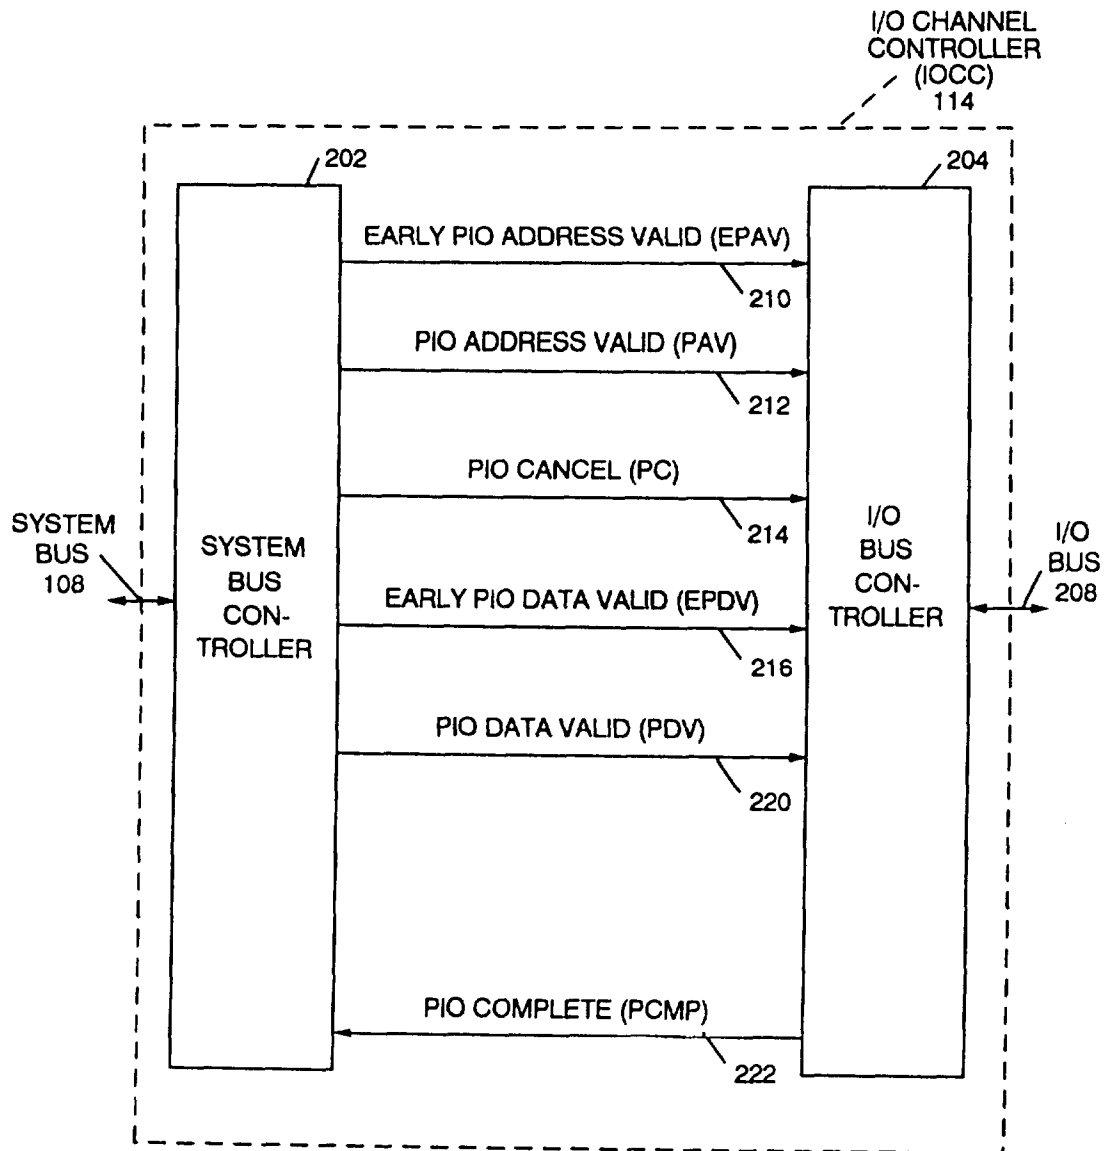 I/O CHANNEL
CONTROLLER
(IOCC)
114
202
204
EARLY PIO ADDRESS VALID (EPAV)
210
PIO ADDRESS VALID (PAV)
212
PIO CANCEL (PC)
214
SYSTEM
BUS
108
SYSTEM
BUS
CON-
TROLLER
I/O
BUS
CON-
TROLLER
I/O
BUS
208
EARLY PIO DATA VALID (EPDV)
216
PIO DATA VALID (PDV)
220
PIO COMPLETE (PCMP)
222